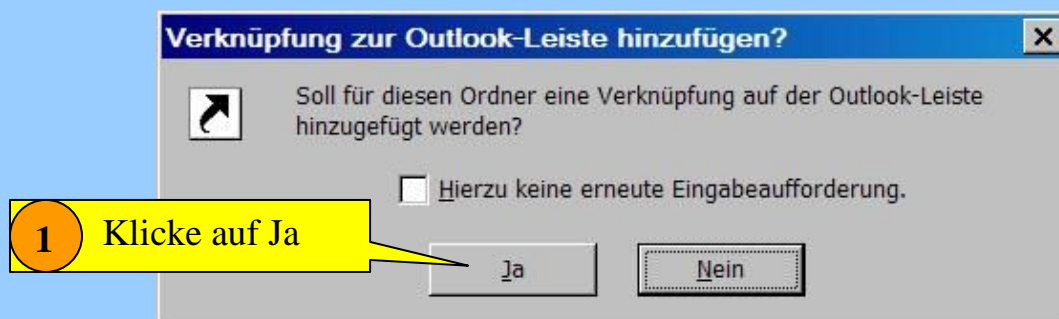 Verknüpfung zur Outlook-Leiste hinzufügen?
Soll für diesen Ordner eine Verknüpfung auf der Outlook-Leiste
hinzugefügt werden?
Hierzu keine erneute Eingabeaufforderung.
1 Klicke auf Ja
Ja Nein